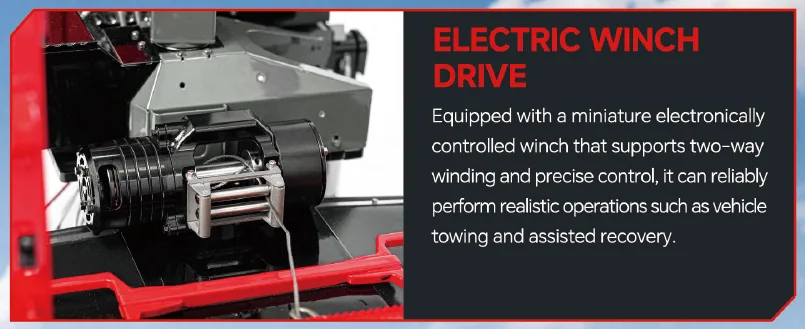 ELECTRIC WINCH
DRIVE
Equipped with a miniature electronically
controlled winch that supports two-way
winding and precise control, it can reliably
perform realistic operations such as vehicle
towing and assisted recovery.